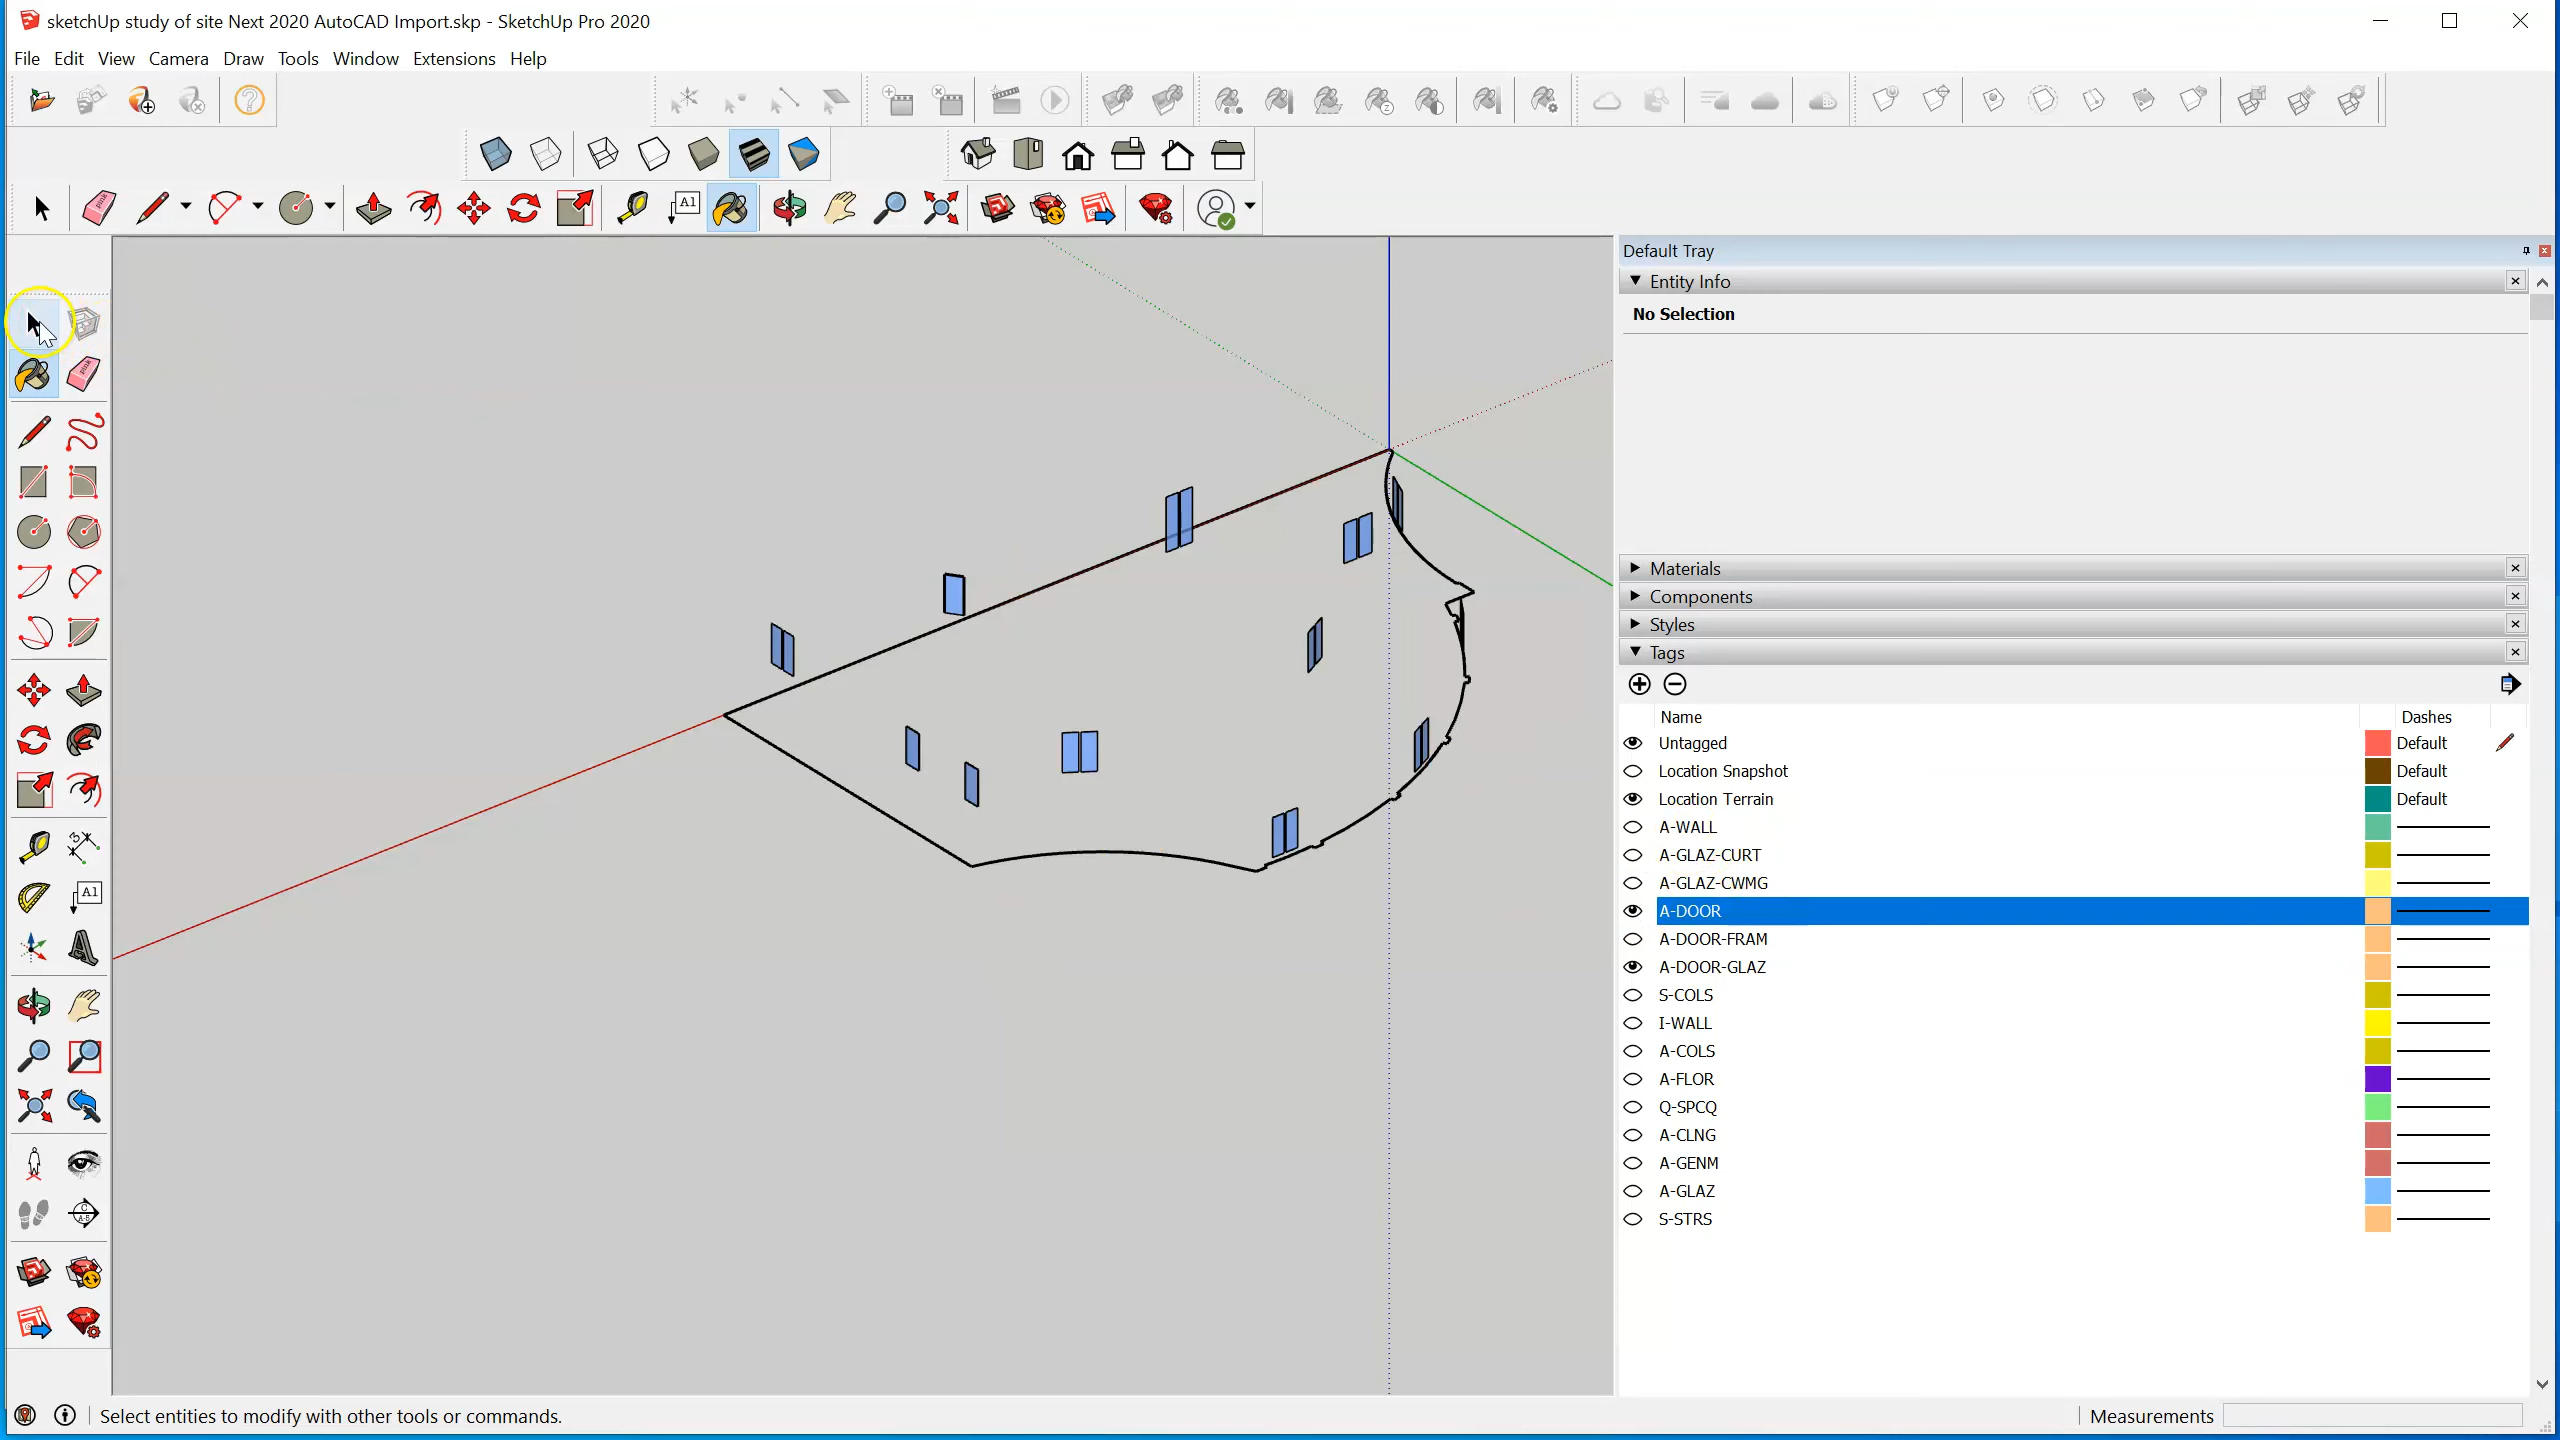 sketchUp study of site Next 2020 AutoCAD Import.skp - SketchUp Pro 2020
File Edit View Camera Draw Tools Window Extensions Help
A1
Default Tray
Entity Info
No Selection
Materials
Components
Styles
Tags
Name Dashes
Untagged Default
Location Snapshot Default
Location Terrain Default
A-WALL
A-GLAZ-CURT
A-GLAZ-CWMG
A-DOOR
A-DOOR-FRAM
A-DOOR-GLAZ
S-COLS
I-WALL
A-COLS
A-FLOR
Q-SPCQ
A-CLNG
A-GENM
A-GLAZ
S-STRS
A1
Select entities to modify with other tools or commands.
Measurements